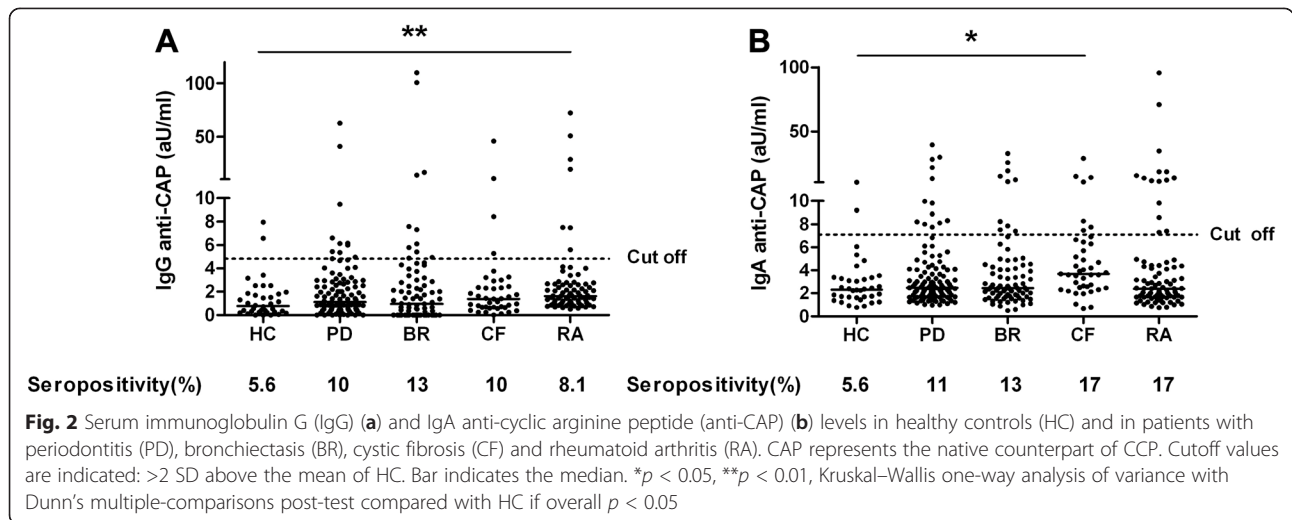 A
**
IgG anti-CAP (aU/ml)
100
50
10
8
6
4
2
0
Cut off
HC PD BR CF RA
Seropositivity(%) 5.6 10 13 10 8.1
B
*
IgA anti-CAP (aU/ml)
100
50
10
8
6
4
2
0
Cut off
HC PD BR CF RA
Seropositivity(%) 5.6 11 13 17 17
Fig. 2 Serum immunoglobulin G (IgG) (a) and IgA anti-cyclic arginine peptide (anti-CAP) (b) levels in healthy controls (HC) and in patients with
periodontitis (PD), bronchiectasis (BR), cystic fibrosis (CF) and rheumatoid arthritis (RA). CAP represents the native counterpart of CCP. Cutoff values
are indicated: >2 SD above the mean of HC. Bar indicates the median. *p < 0.05, **p < 0.01, Kruskal–Wallis one-way analysis of variance with
Dunn's multiple-comparisons post-test compared with HC if overall p < 0.05